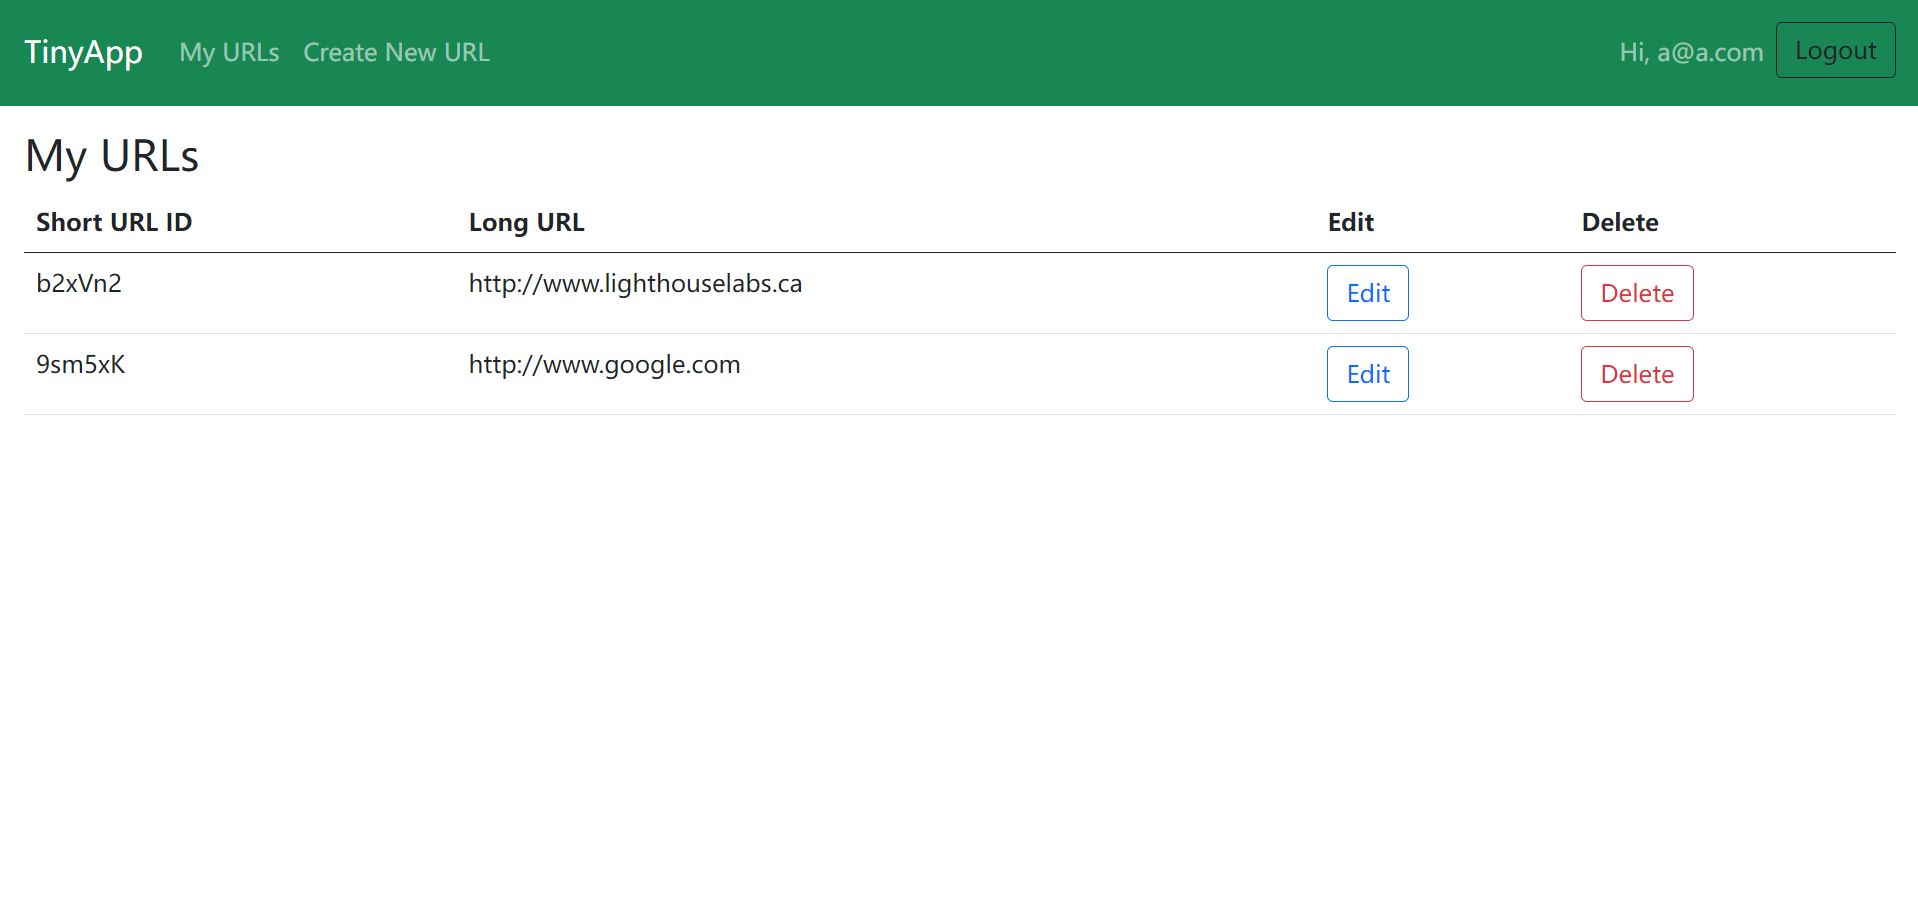 TinyApp My URLs Create New URL Hi, a@a.com Logout
My URLs
Short URL ID Long URL Edit Delete
b2xVn2 http://www.lighthouselabs.ca Edit Delete
9sm5xK http://www.google.com Edit Delete